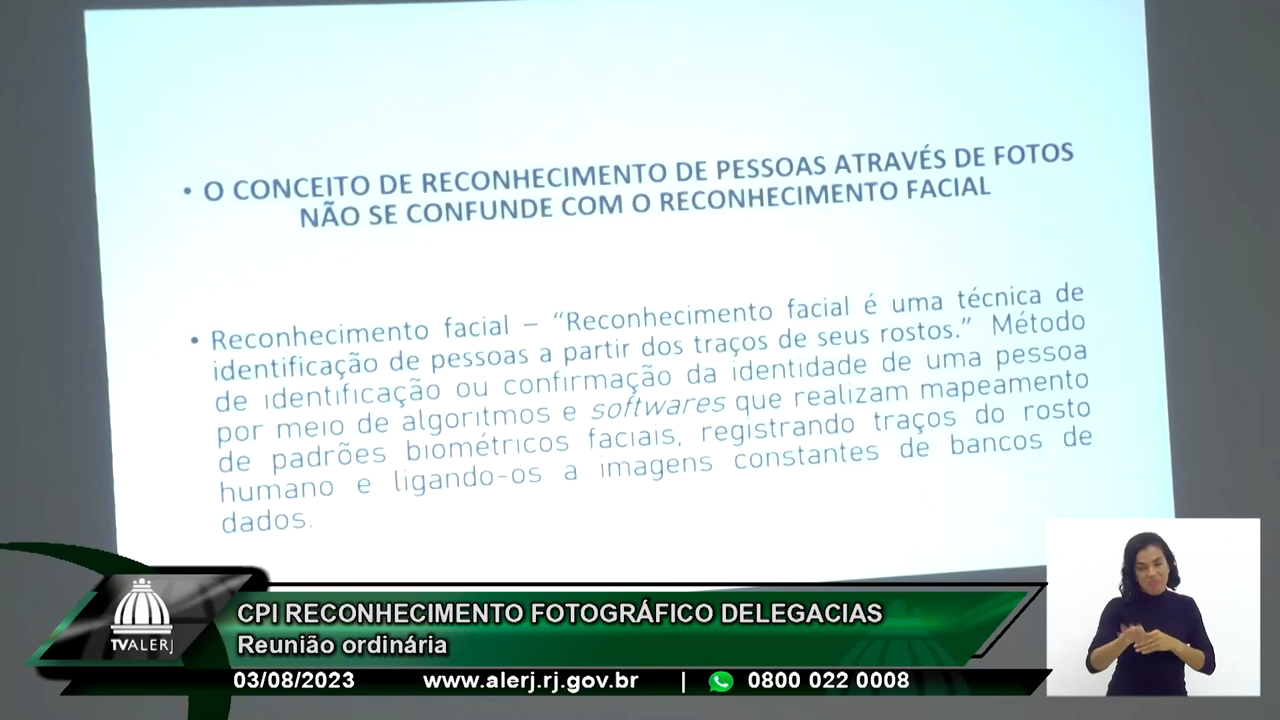 • O CONCEITO DE RECONHECIMENTO DE PESSOAS ATRAVÉS DE FOTOS
NÃO SE CONFUNDE COM O RECONHECIMENTO FACIAL
• Reconhecimento facial – “Reconhecimento facial é uma técnica de
identificação de pessoas a partir dos traços de seus rostos.” Método
de identificação ou confirmação da identidade de uma pessoa
por meio de algoritmos e softwares que realizam mapeamento
de padrões biométricos faciais, registrando traços do rosto
humano e ligando-os a imagens constantes de bancos de
dados.
TVALERJ
CPI RECONHECIMENTO FOTOGRÁFICO DELEGACIAS
Reunião ordinária
03/08/2023 www.alerj.rj.gov.br | 0800 022 0008